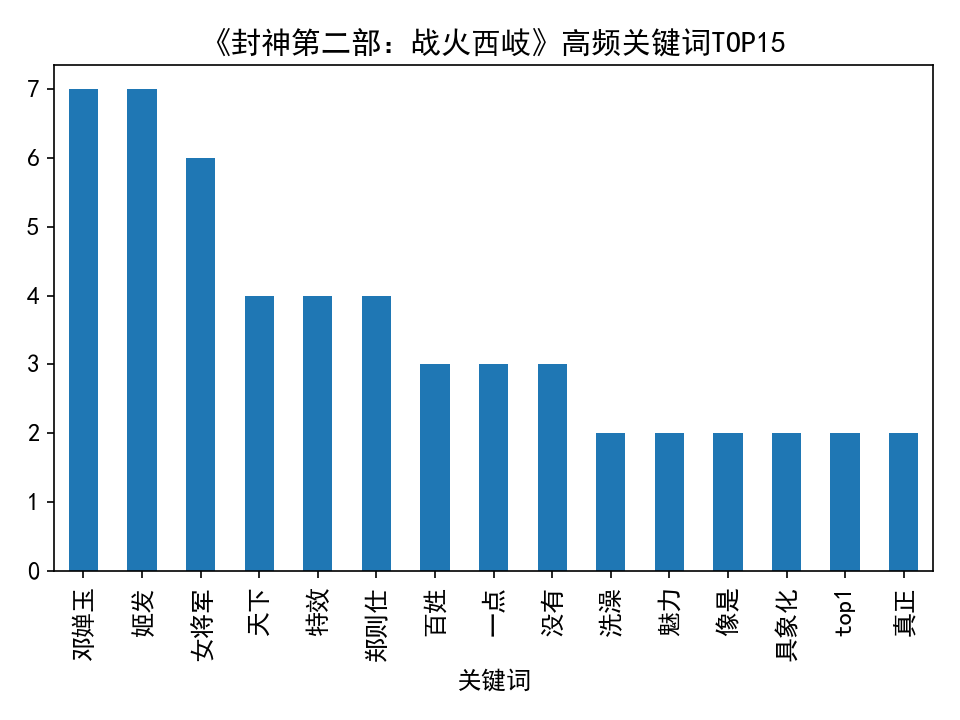 《封神第二部：战火西岐》高频关键词TOP15
7
6
5
4
3
2
1
0
邓婵玉
姬发
女将军
天下
特效
郑则仕
百姓
一点
没有
洗澡
魅力
像是
具象化
top1
真正
关键词